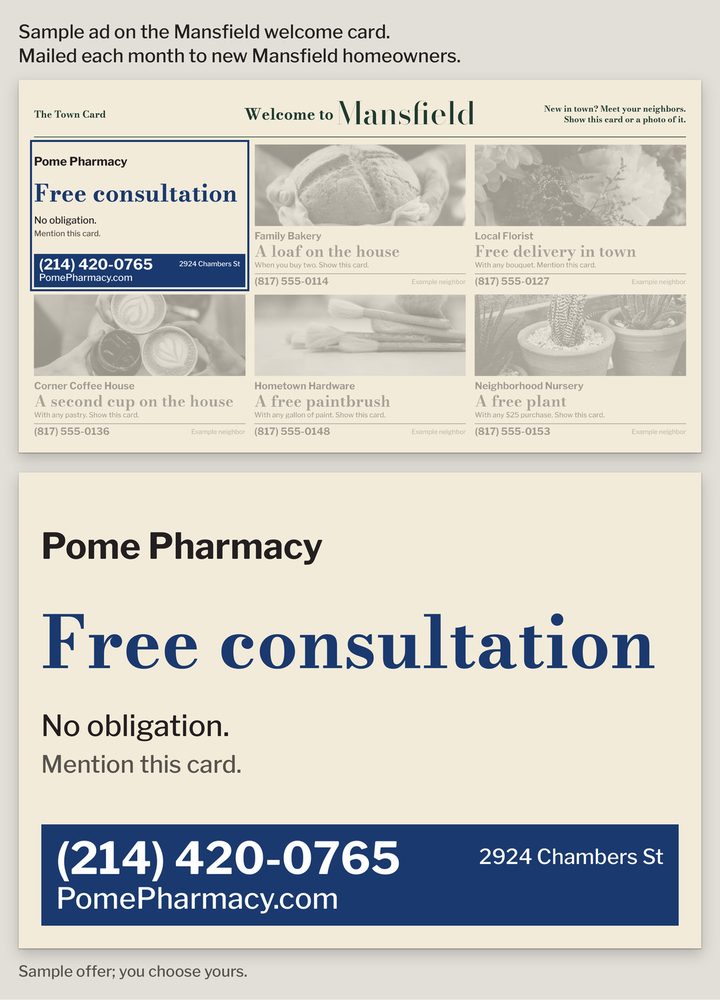 Sample ad on the Mansfield welcome card.
Mailed each month to new Mansfield homeowners.
The Town Card
Welcome to Mansfield
New in town? Meet your neighbors.
Show this card or a photo of it.
Pome Pharmacy
Free consultation
No obligation.
Mention this card.
(214) 420-0765
2924 Chambers St
PomePharmacy.com
Family Bakery
A loaf on the house
When you buy two. Show this card.
(817) 555-0114
Example neighbor
Local Florist
Free delivery in town
With any bouquet. Mention this card.
(817) 555-0127
Example neighbor
Corner Coffee House
A second cup on the house
With any pastry. Show this card.
(817) 555-0136
Example neighbor
Hometown Hardware
A free paintbrush
With any gallon of paint. Show this card.
(817) 555-0148
Example neighbor
Neighborhood Nursery
A free plant
With any $25 purchase. Show this card.
(817) 555-0153
Example neighbor
Pome Pharmacy
Free consultation
No obligation.
Mention this card.
(214) 420-0765
2924 Chambers St
PomePharmacy.com
Sample offer; you choose yours.